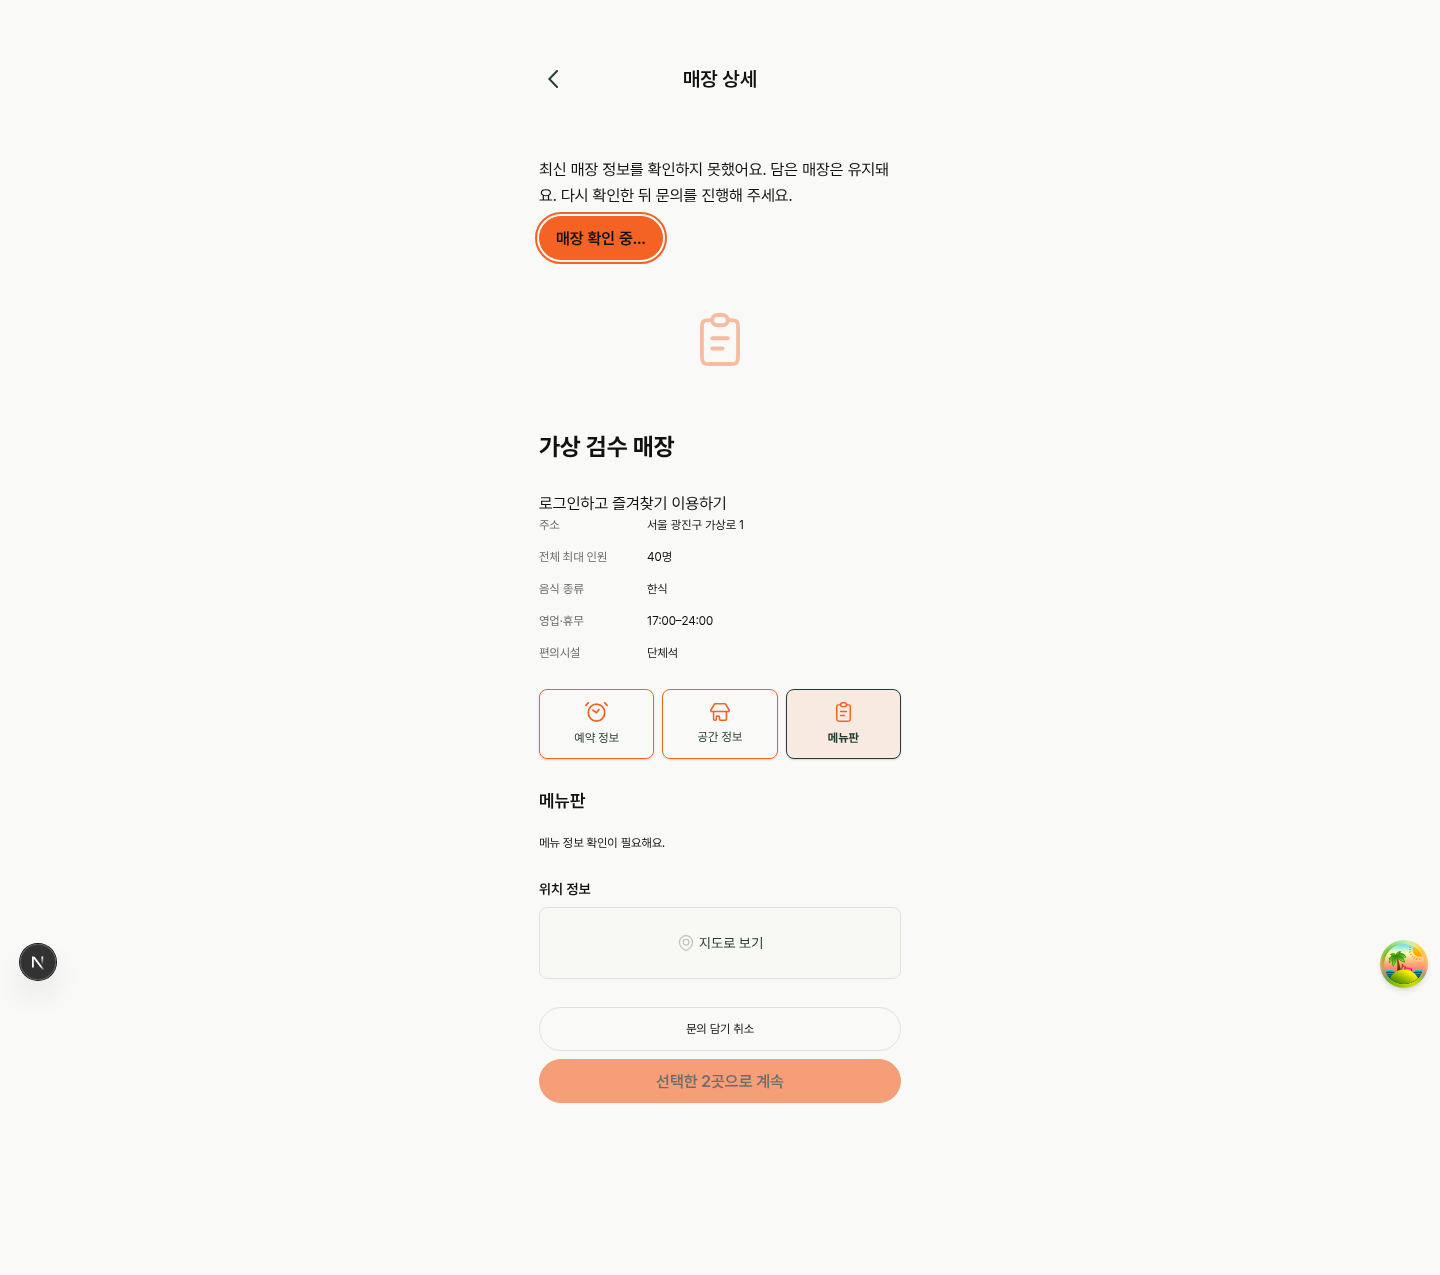 매장 상세
최신 매장 정보를 확인하지 못했어요. 담은 매장은 유지돼
요. 다시 확인한 뒤 문의를 진행해 주세요.
매장 확인 중…
가상 검수 매장
로그인하고 즐겨찾기 이용하기
주소 서울 광진구 가상로 1
전체 최대 인원 40명
음식 종류 한식
영업·휴무 17:00–24:00
편의시설 단체석
예약 정보 공간 정보 메뉴판
메뉴판
메뉴 정보 확인이 필요해요.
위치 정보
지도로 보기
N
문의 담기 취소
선택한 2곳으로 계속